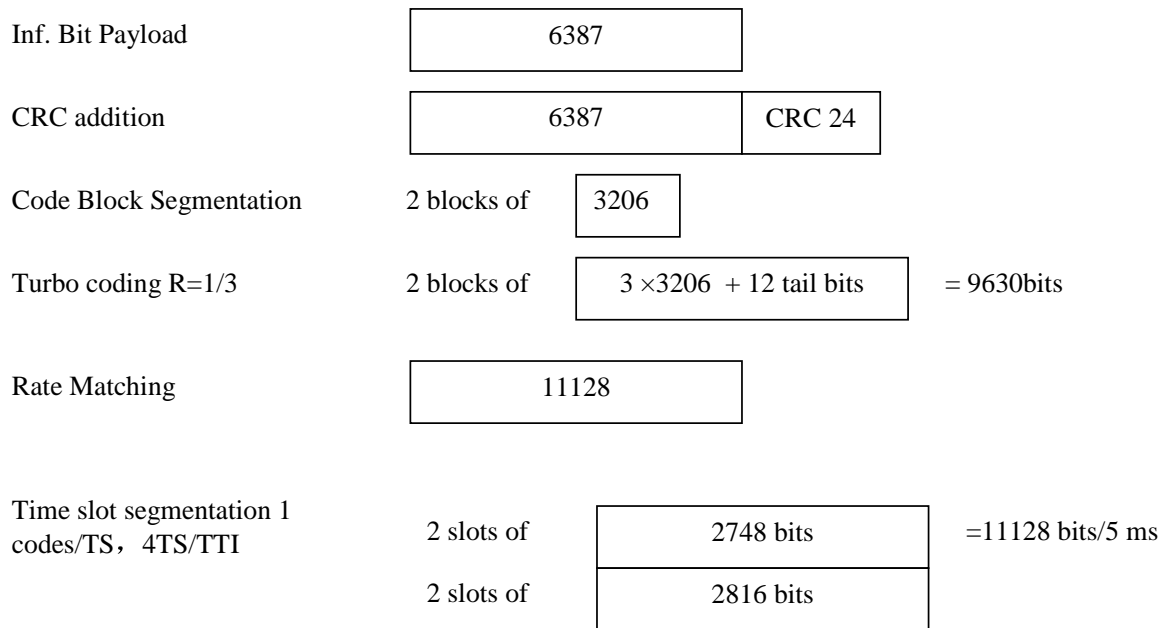 Inf. Bit Payload 6387
CRC addition 6387 CRC 24
Code Block Segmentation 2 blocks of 3206
Turbo coding R=1/3 2 blocks of 3 ×3206 + 12 tail bits = 9630bits
Rate Matching 11128
Time slot segmentation 1
codes/TS，4TS/TTI 2 slots of 2748 bits =11128 bits/5 ms
2 slots of 2816 bits